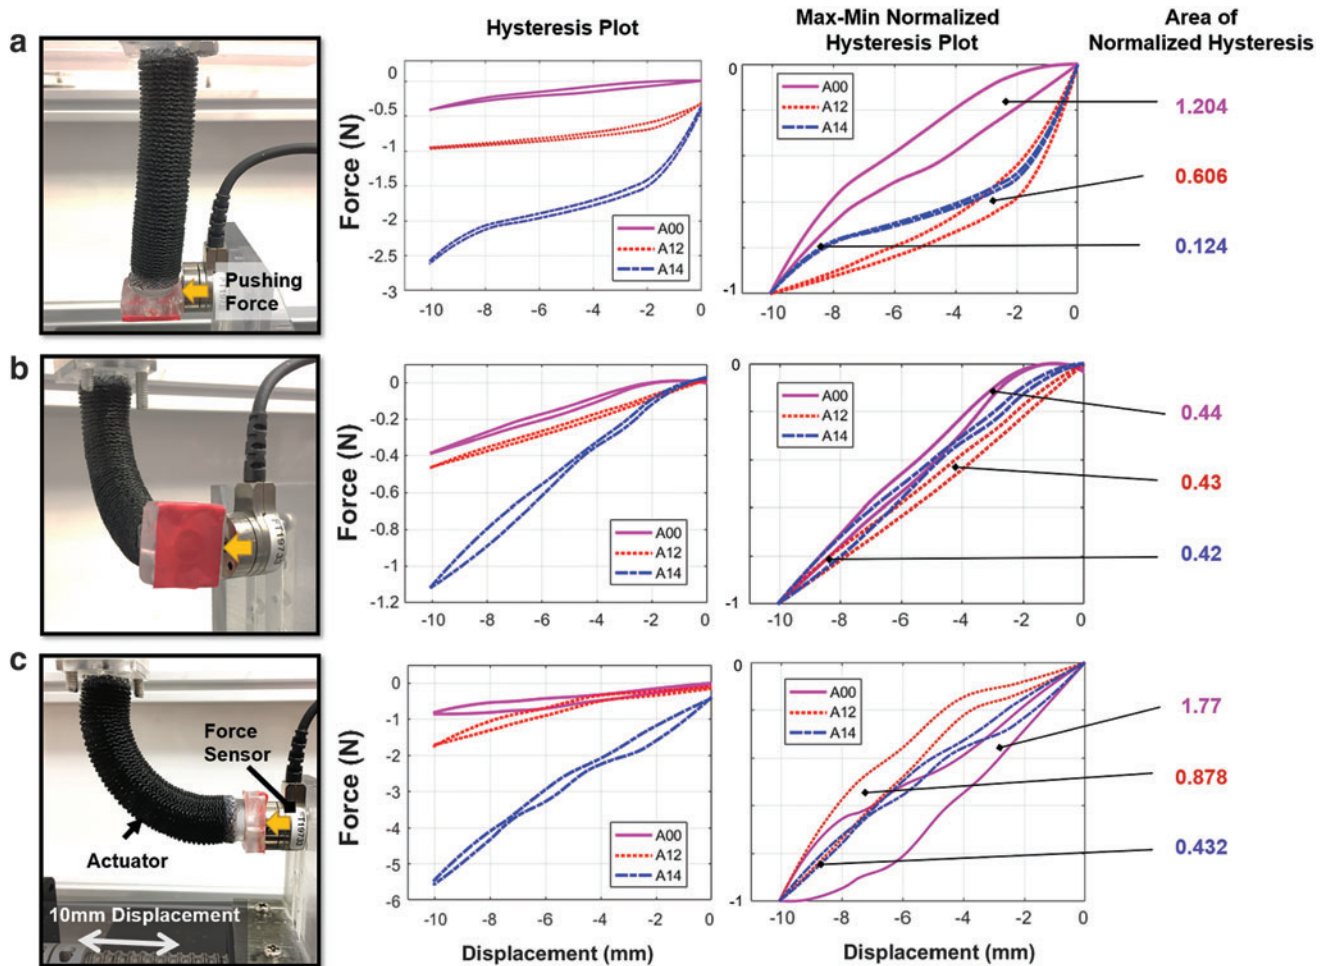 Hysteresis Plot
Max-Min Normalized
Hysteresis Plot
Area of
Normalized Hysteresis
a
Pushing
Force
Force (N)
0
-0.5
-1
-1.5
-2
-2.5
-3
-10
-8
-6
-4
-2
0
A00
A12
A14
0
-1
-10
-8
-6
-4
-2
0
A00
A12
A14
1.204
0.606
0.124
b
FT19732
Force (N)
0
-0.2
-0.4
-0.6
-0.8
-1
-1.2
-10
-8
-6
-4
-2
0
A00
A12
A14
0
-1
-10
-8
-6
-4
-2
0
A00
A12
A14
0.44
0.43
0.42
c
Force
Sensor
FT19732
Actuator
10mm Displacement
Force (N)
0
-1
-2
-3
-4
-5
-6
-10
-8
-6
-4
-2
0
A00
A12
A14
Displacement (mm)
0
-1
-10
-8
-6
-4
-2
0
A00
A12
A14
Displacement (mm)
1.77
0.878
0.432